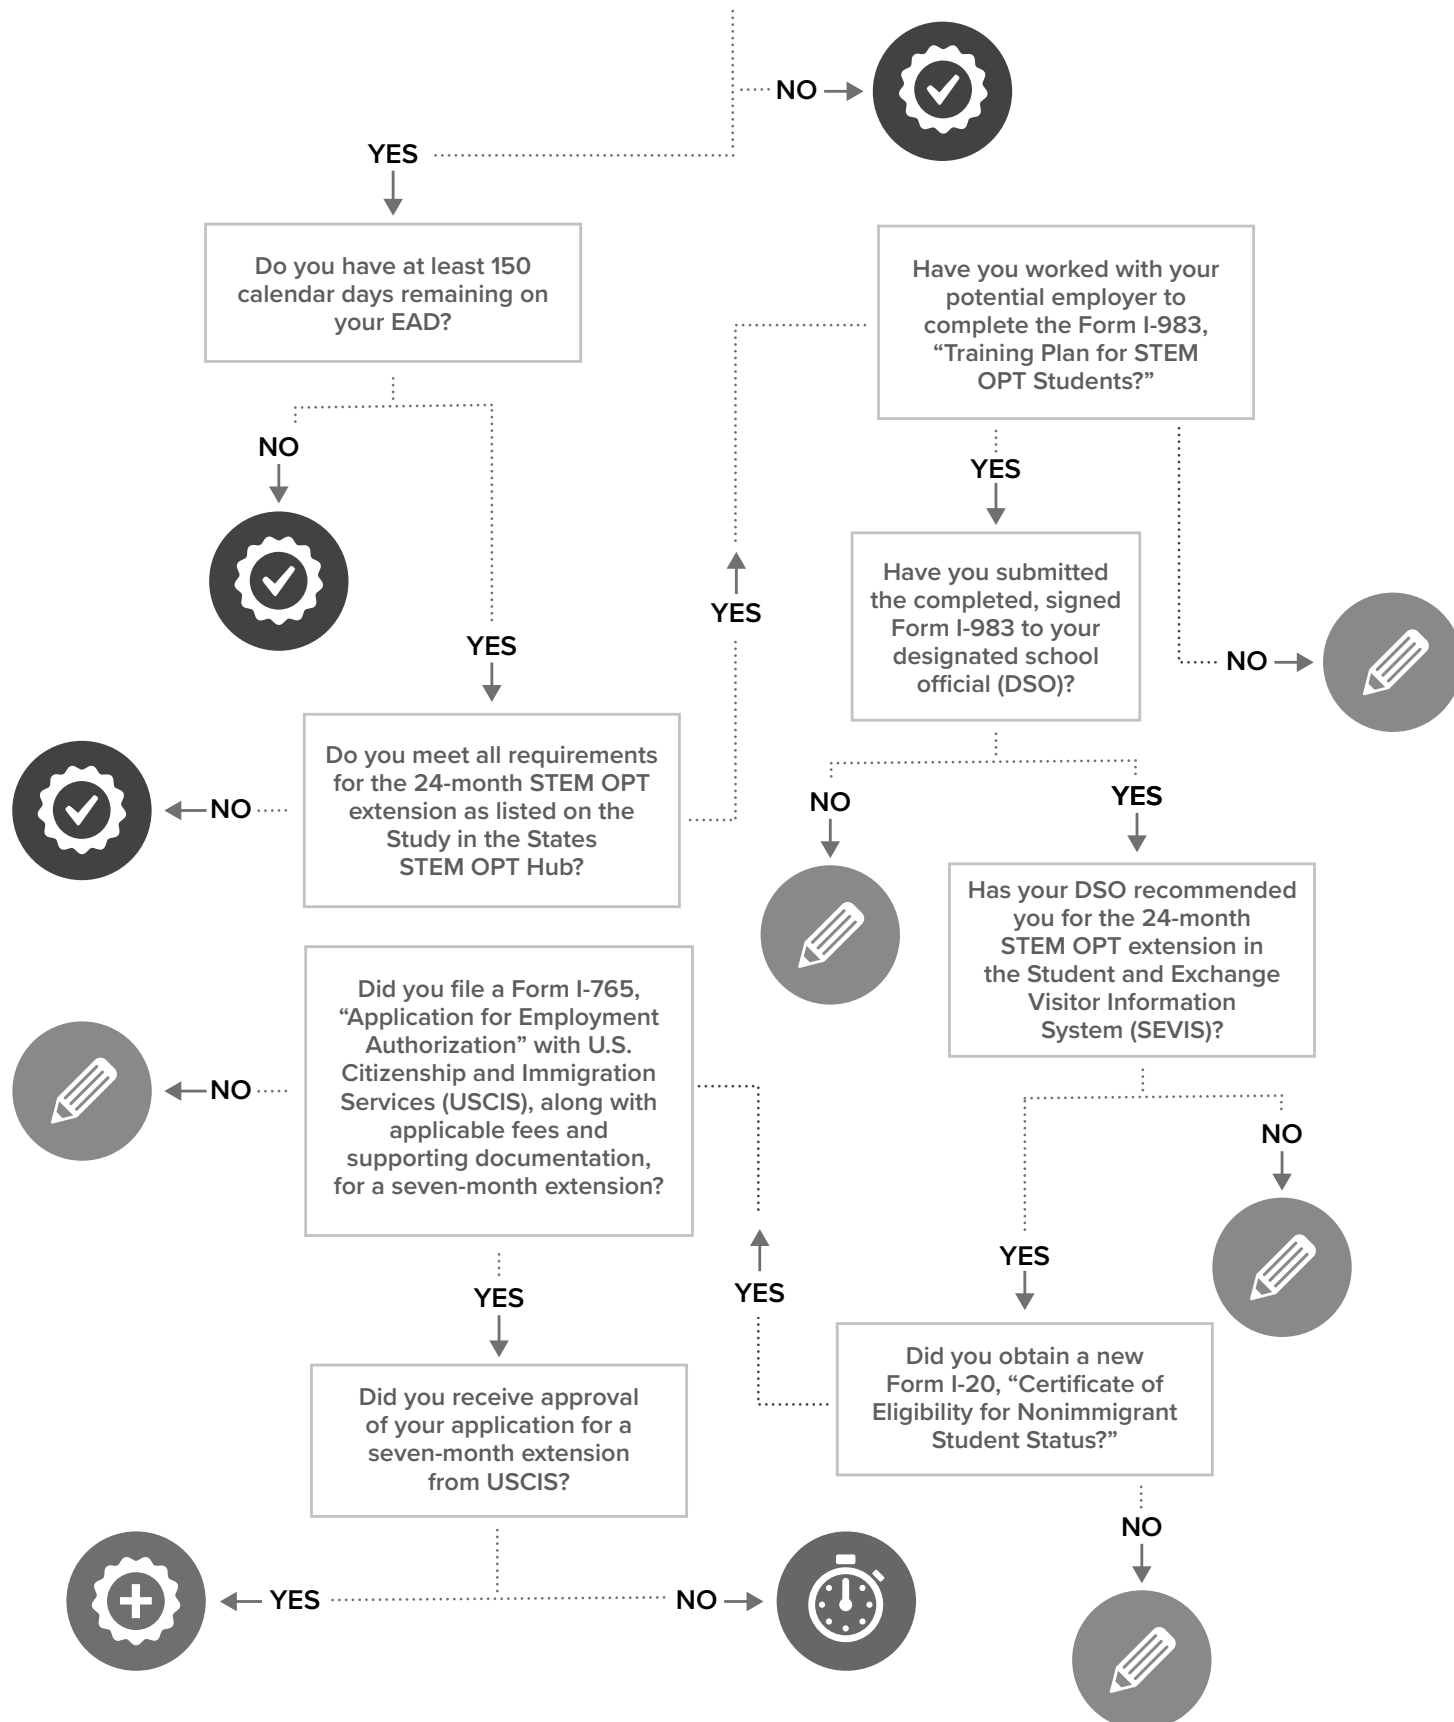 NO
YES
Do you have at least 150
calendar days remaining on
your EAD?
NO
YES
Do you meet all requirements
for the 24-month STEM OPT
extension as listed on the
Study in the States
STEM OPT Hub?
NO
YES
Have you worked with your
potential employer to
complete the Form I-983,
“Training Plan for STEM
OPT Students?”
YES
NO
Have you submitted
the completed, signed
Form I-983 to your
designated school
official (DSO)?
NO
YES
Has your DSO recommended
you for the 24-month
STEM OPT extension in
the Student and Exchange
Visitor Information
System (SEVIS)?
NO
YES
Did you obtain a new
Form I-20, “Certificate of
Eligibility for Nonimmigrant
Student Status?”
NO
YES
Did you file a Form I-765,
“Application for Employment
Authorization” with U.S.
Citizenship and Immigration
Services (USCIS), along with
applicable fees and
supporting documentation,
for a seven-month extension?
NO
YES
Did you receive approval
of your application for a
seven-month extension
from USCIS?
YES
NO